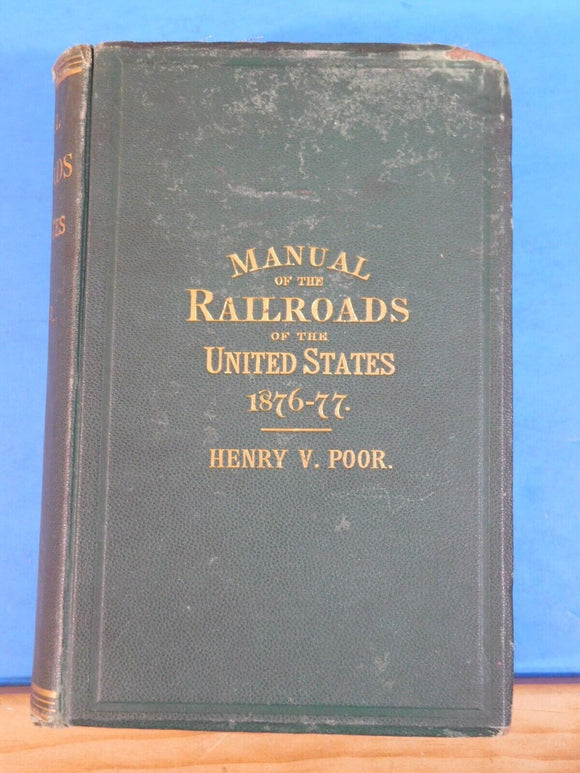 MANUAL
OF THE
RAILROADS
OF THE
UNITED STATES
1876-77.
HENRY V. POOR.